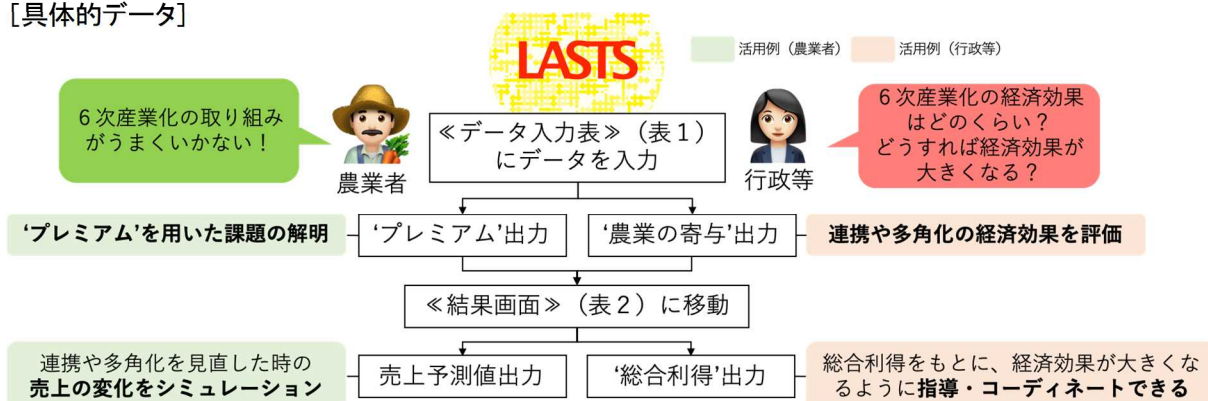 [具体的データ]
LASTS
活用例(農業者)
活用例(行政等)
6次産業化の取り組み
がうまくいかない!
農業者
≪データ入力表≫(表1)
にデータを入力
行政等
6次産業化の経済効果
はどのくらい?
どうすれば経済効果が
大きくなる?
‘プレミアム’を用いた課題の解明
‘プレミアム’出力
‘農業の寄与’出力
連携や多角化の経済効果を評価
≪結果画面≫(表2)に移動
連携や多角化を見直した時の
売上の変化をシミュレーション
売上予測値出力
‘総合利得’出力
総合利得をもとに、経済効果が大きくな
るように指導・コーディネートできる